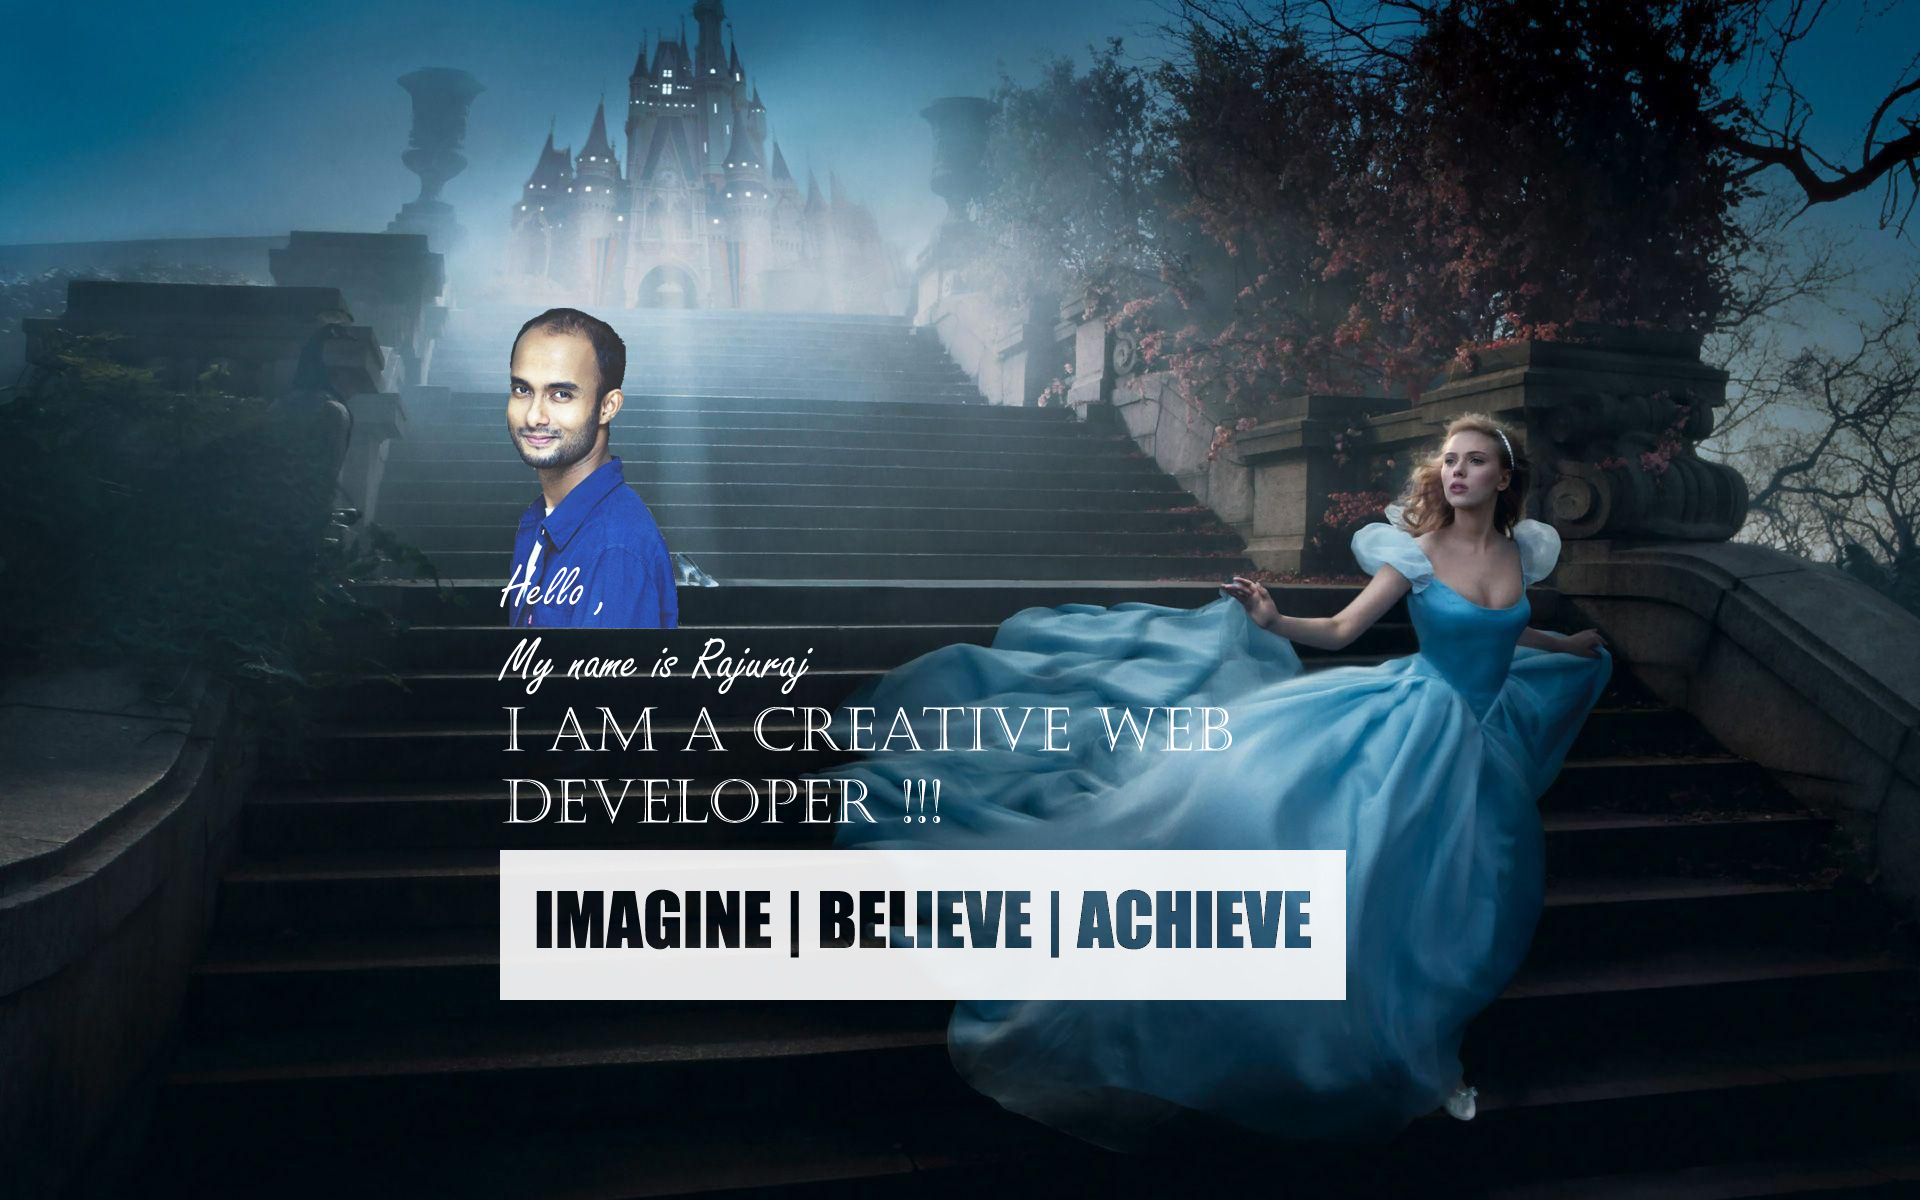 Hello ,
My name is Rajuraj
I AM A CREATIVE WEB
DEVELOPER !!!
IMAGINE | BELIEVE | ACHIEVE